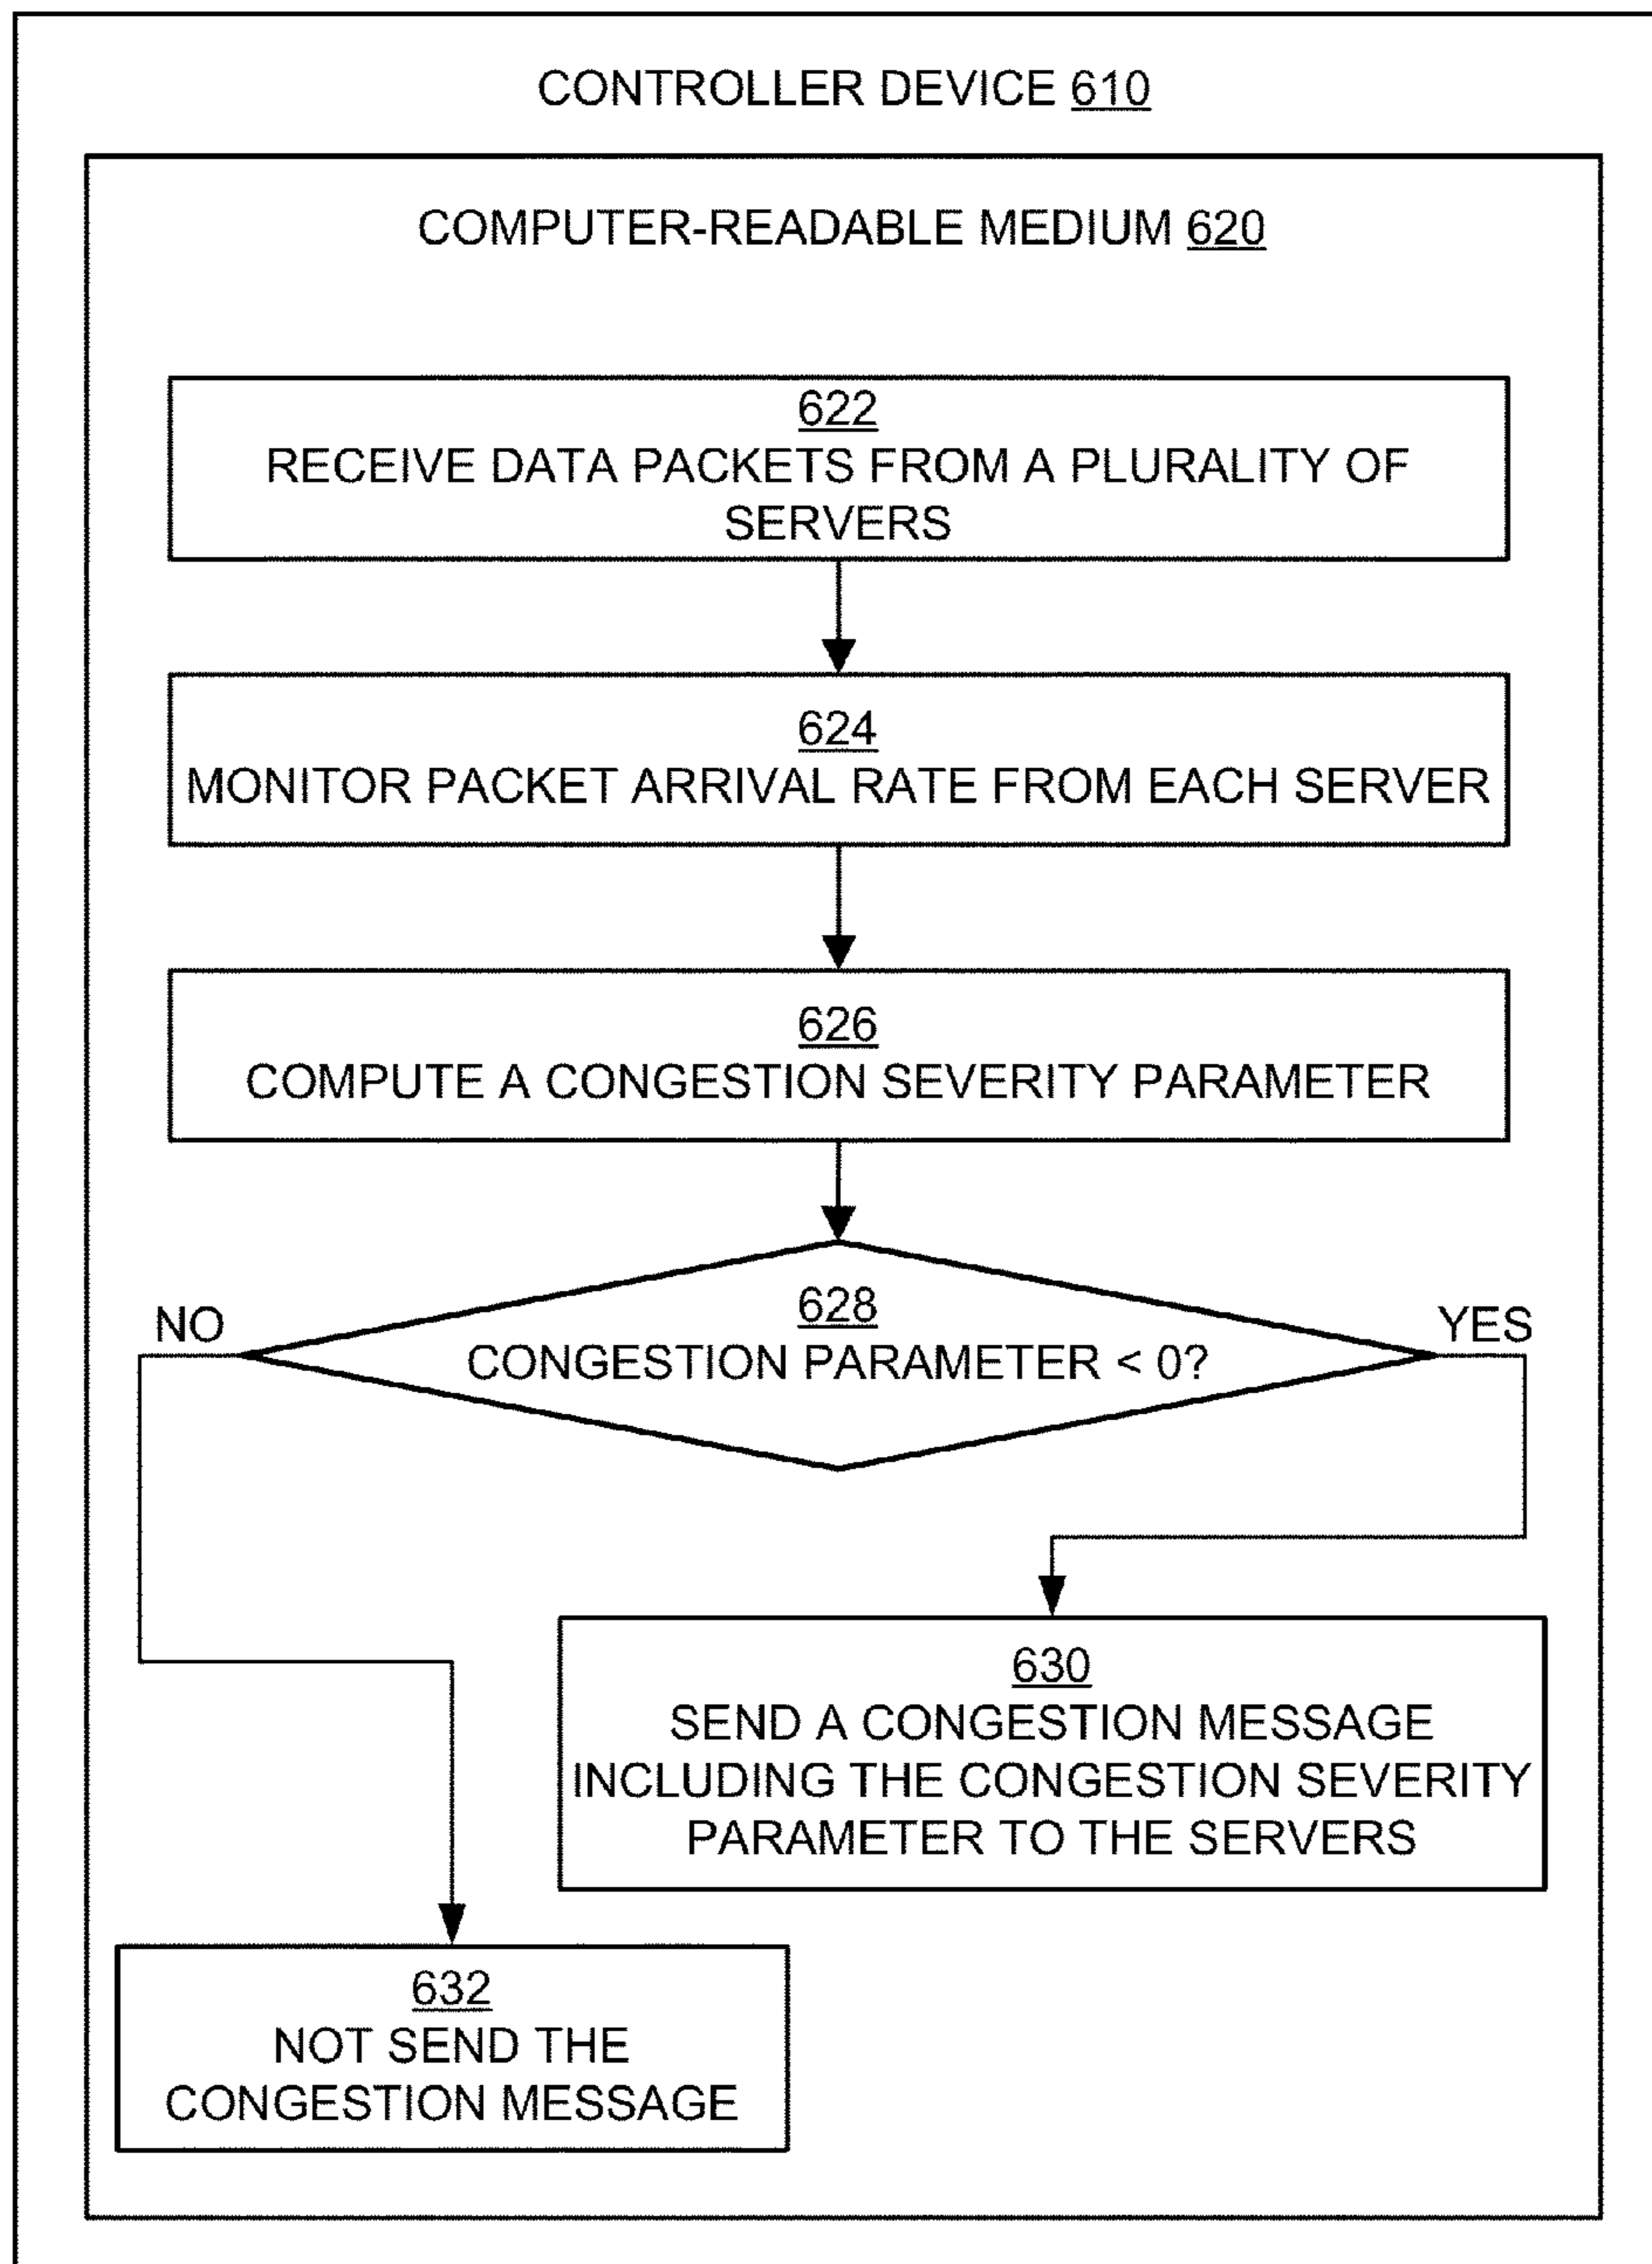 CONTROLLER DEVICE 610
COMPUTER-READABLE MEDIUM 620
622
RECEIVE DATA PACKETS FROM A PLURALITY OF
SERVERS
624
MONITOR PACKET ARRIVAL RATE FROM EACH SERVER
626
COMPUTE A CONGESTION SEVERITY PARAMETER
628
CONGESTION PARAMETER < 0?
NO
YES
630
SEND A CONGESTION MESSAGE
INCLUDING THE CONGESTION SEVERITY
PARAMETER TO THE SERVERS
632
NOT SEND THE
CONGESTION MESSAGE